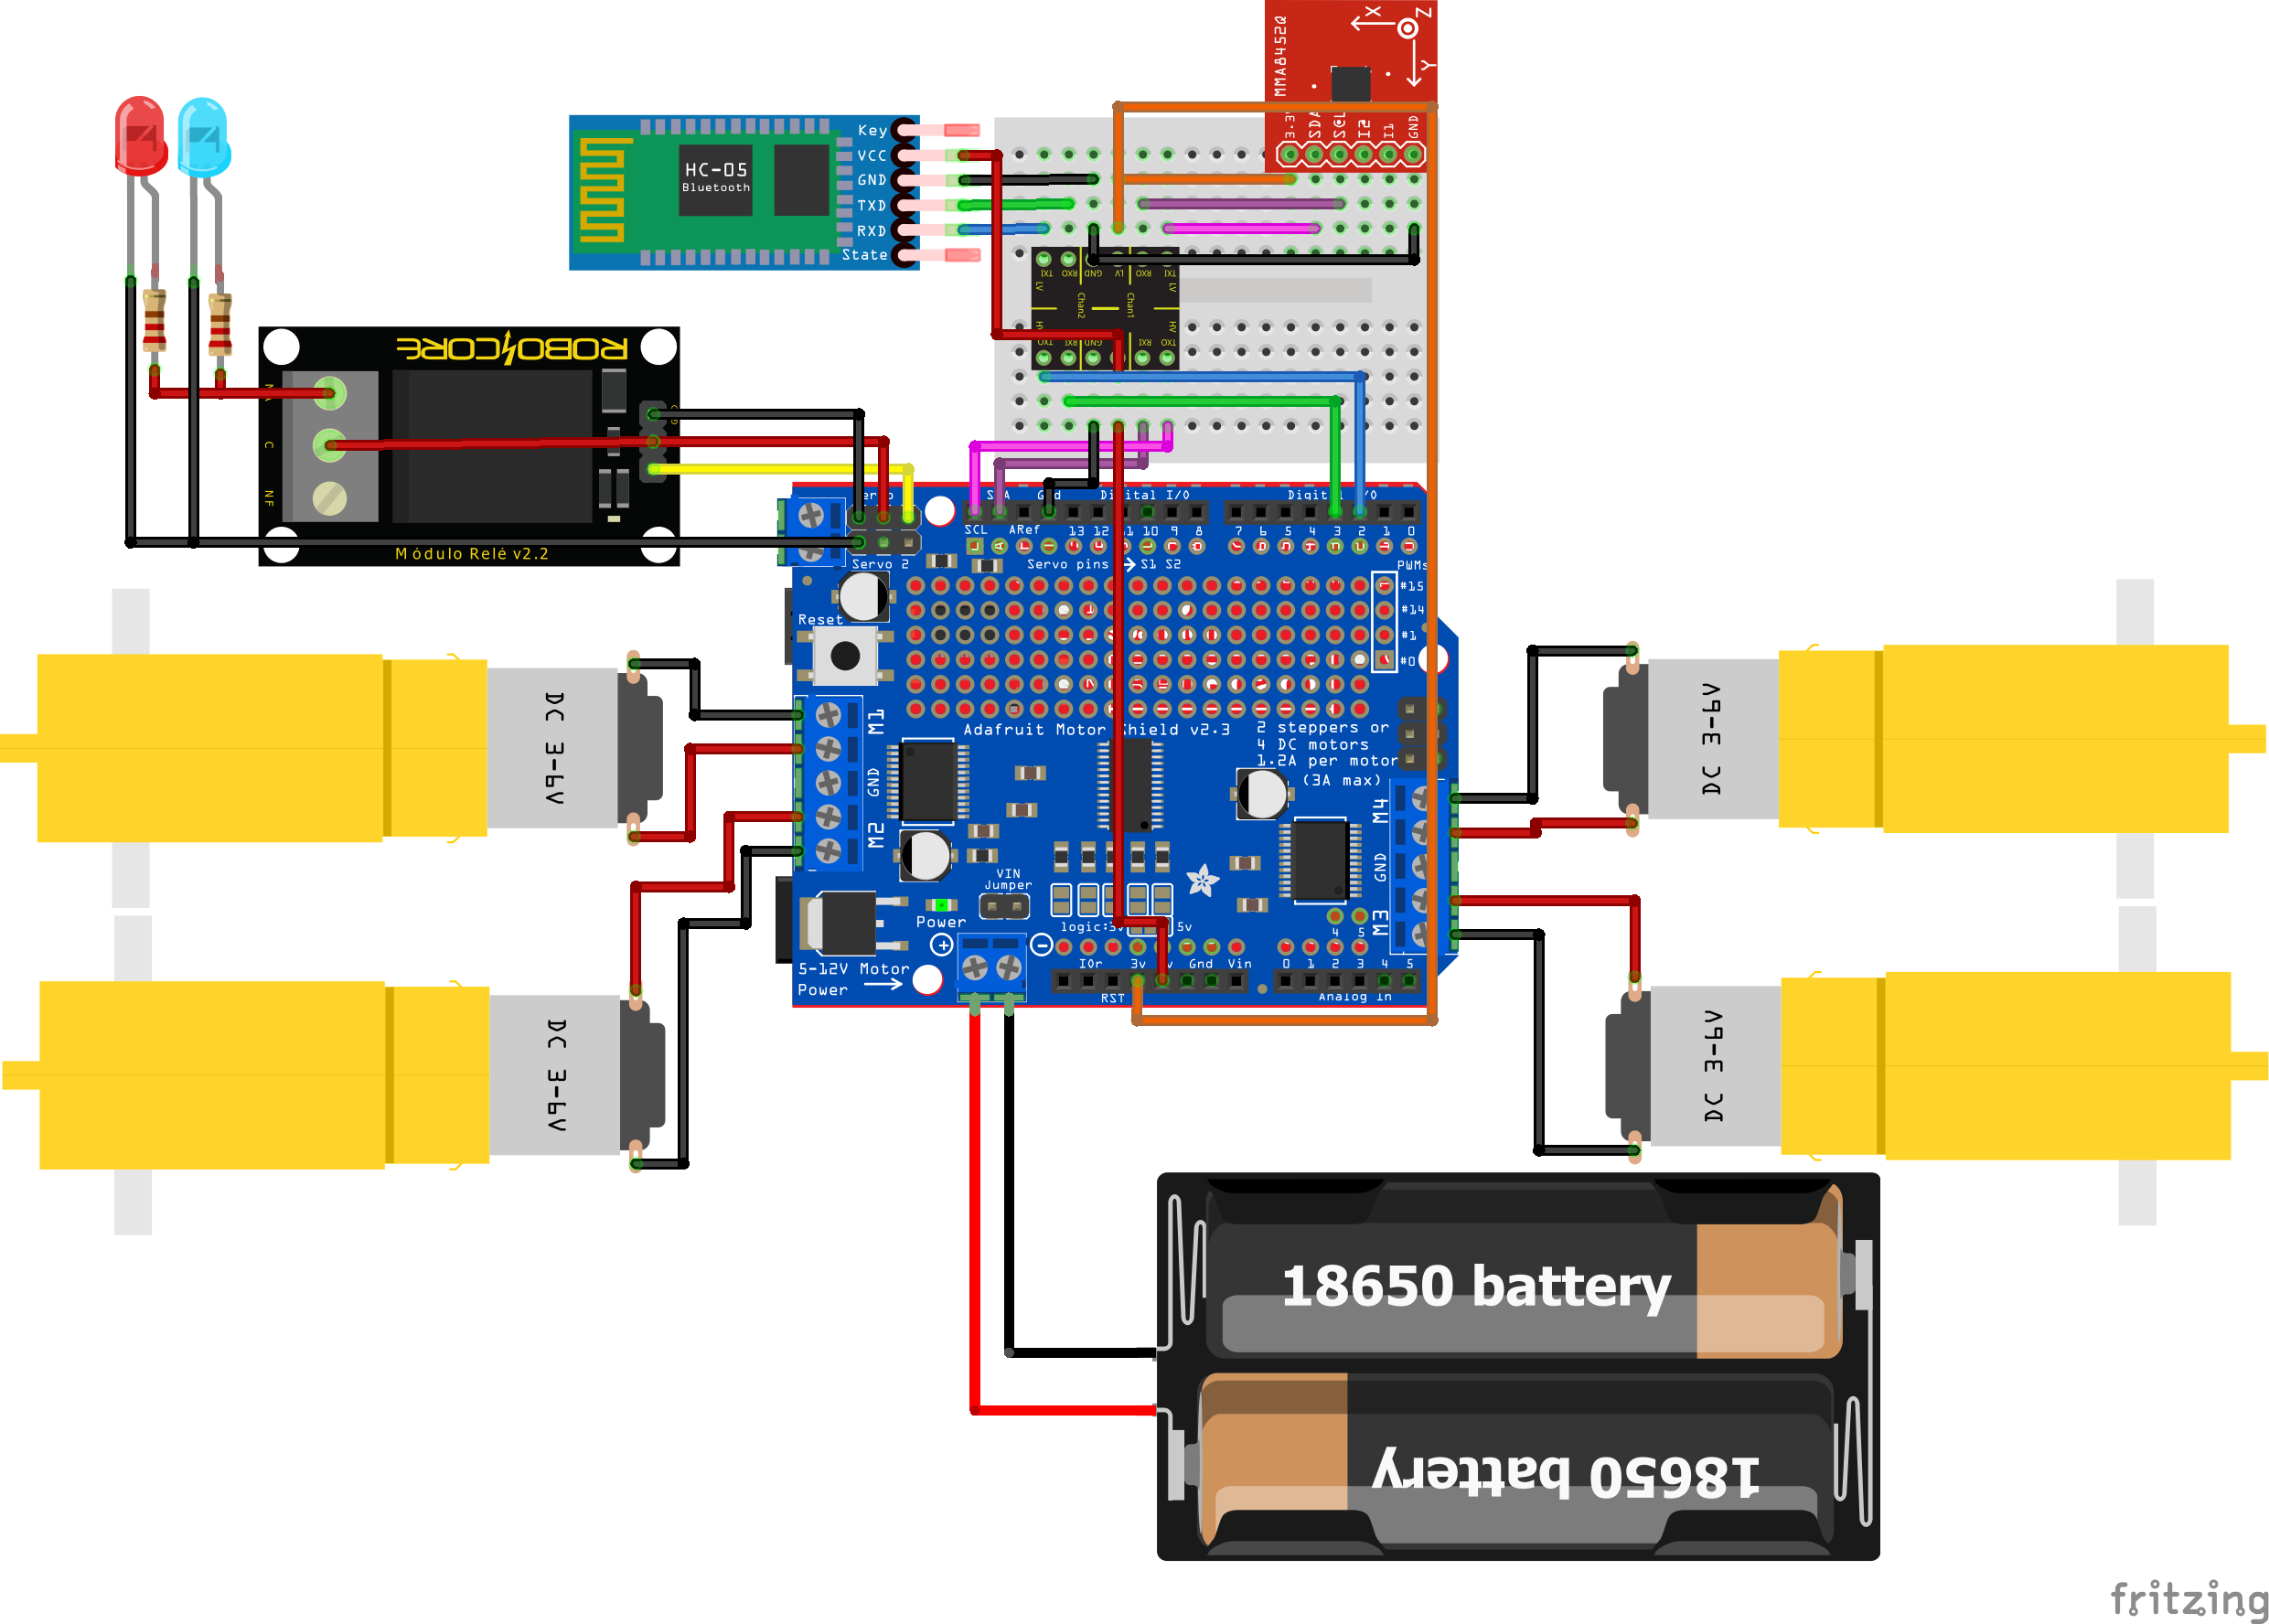 MMA8452Q
X
Z
Y
3.3V
SDA
SCL
I2
I1
GND
HC-05
Bluetooth
Key
VCC
GND
TXD
RXD
State
TXI
RXO
GND
LV
RXO
TXI
LV
LV
Chan2
Chan1
HV
HV
TXO
RXI
GND
RXI
TXO
ROBOCORE
C
NF
G
Módulo Relé v2.2
Servo
Servo 2
SDA
Gnd
Digital I/O
Digital I/O
SCL
ARef
13
12
11
10
9
8
7
6
5
4
3
2
1
0
Servo pins
S1 S2
PWMs
#15
#14
#1
#0
Reset
Adafruit Motor Shield v2.3
2 steppers or
4 DC motors
1.2A per motor
(3A max)
M1
GND
M2
M4
GND
M3
VIN
Jumper
Power
logic:3v
5v
4
5
+
-
5-12V Motor
Power
IOr
3v
Gnd
Vin
0
1
2
3
4
5
RST
Analog In
DC 3-6V
DC 3-6V
DC 3-6V
DC 3-6V
18650 battery
18650 battery
fritzing